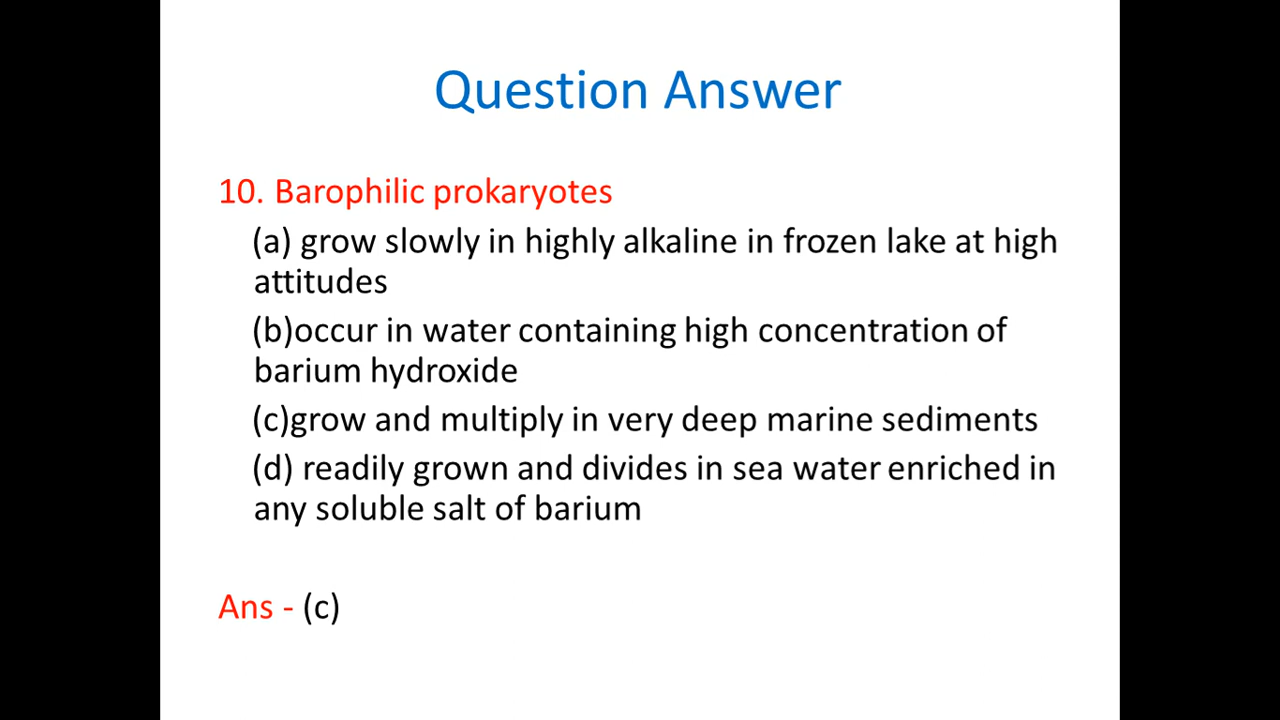 Question Answer
10. Barophilic prokaryotes
(a) grow slowly in highly alkaline in frozen lake at high
attitudes
(b)occur in water containing high concentration of
barium hydroxide
(c)grow and multiply in very deep marine sediments
(d) readily grown and divides in sea water enriched in
any soluble salt of barium
Ans - (c)